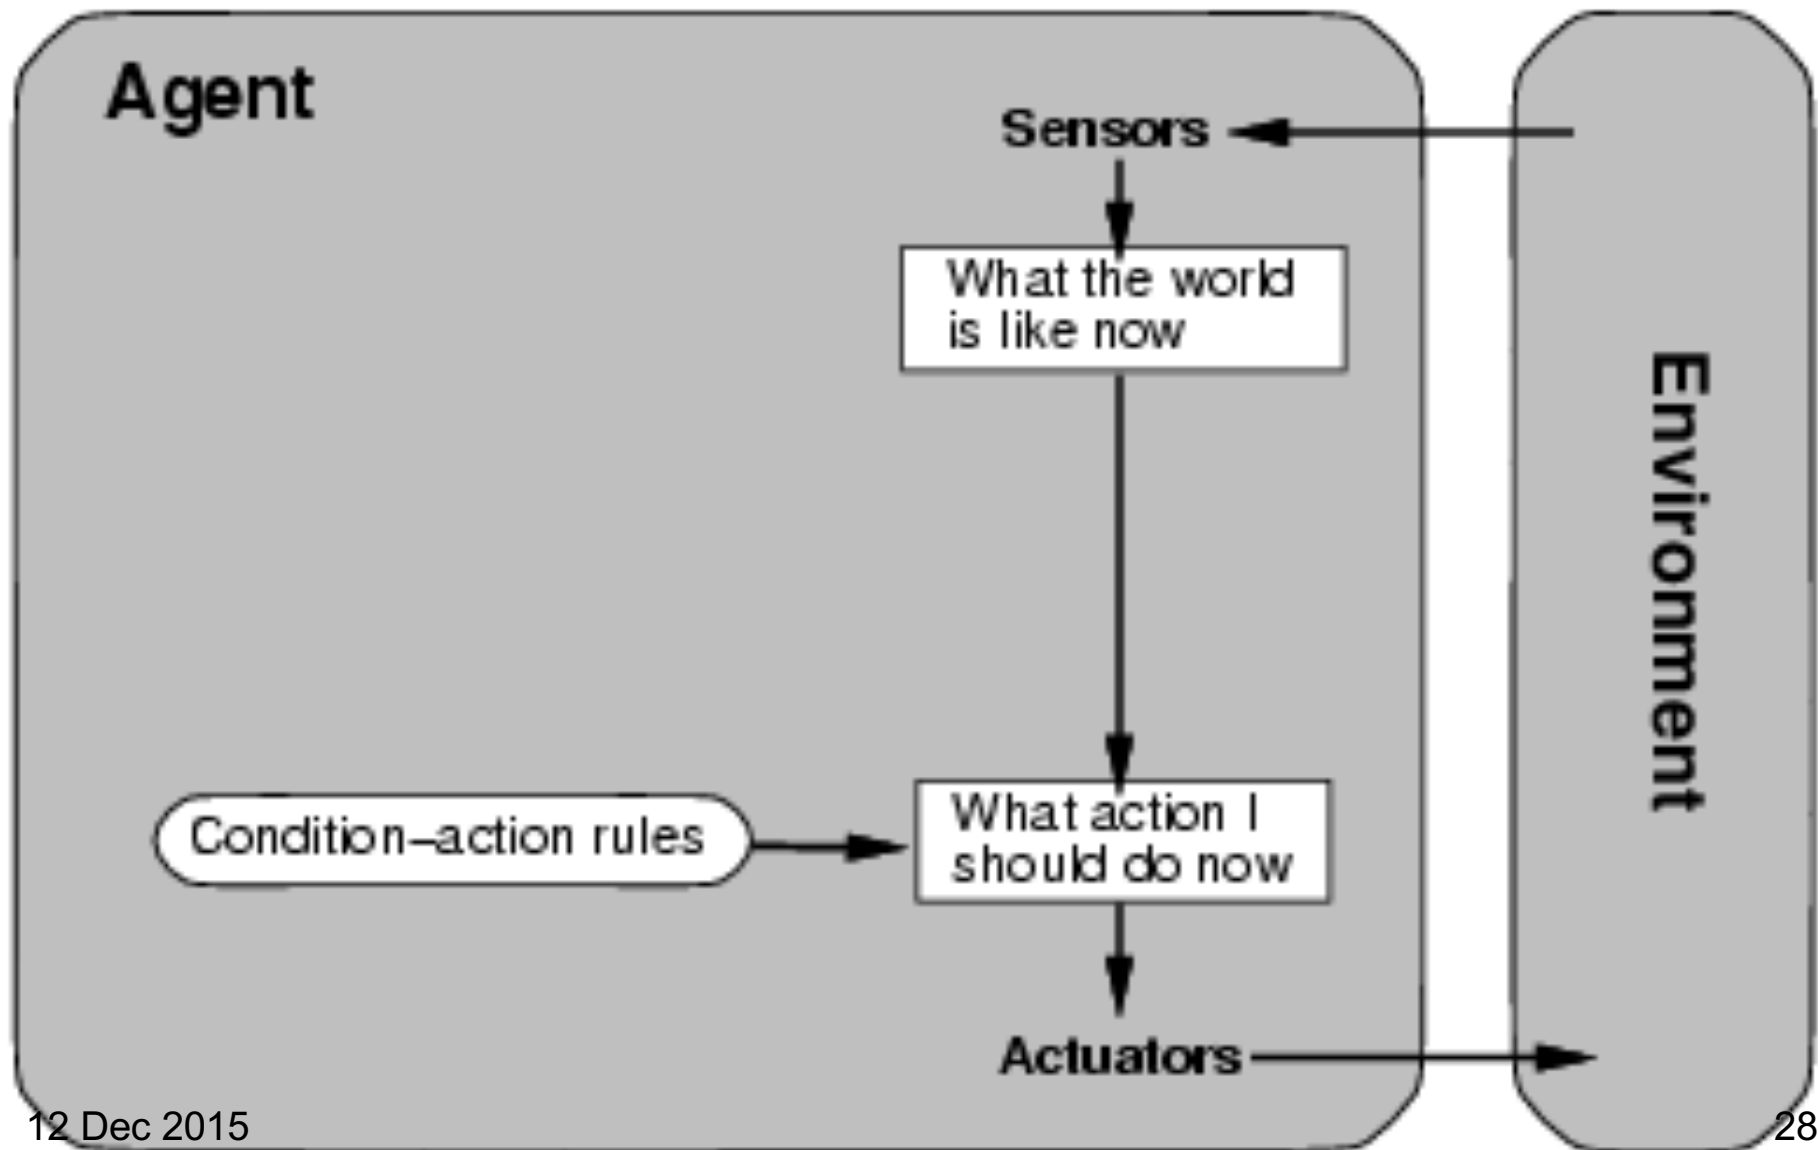 Agent
Sensors
What the world
is like now
Environment
Condition–action rules
What action I
should do now
Actuators
12 Dec 2015
28